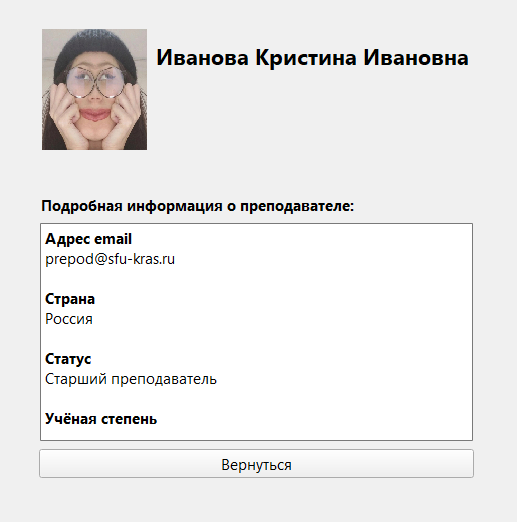 Иванова Кристина Ивановна
Подробная информация о преподавателе:
Адрес email
prepod@sfu-kras.ru
Страна
Россия
Статус
Старший преподаватель
Учёная степень
Вернуться